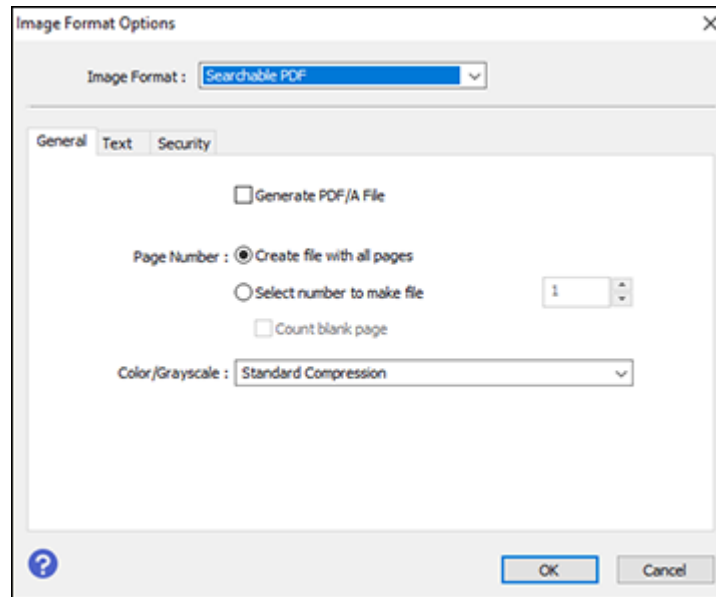 Image Format Options
Image Format : Searchable PDF
General Text Security
Generate PDF/A File
Page Number : Create file with all pages
Select number to make file 1
Count blank page
Color/Grayscale : Standard Compression
? OK Cancel